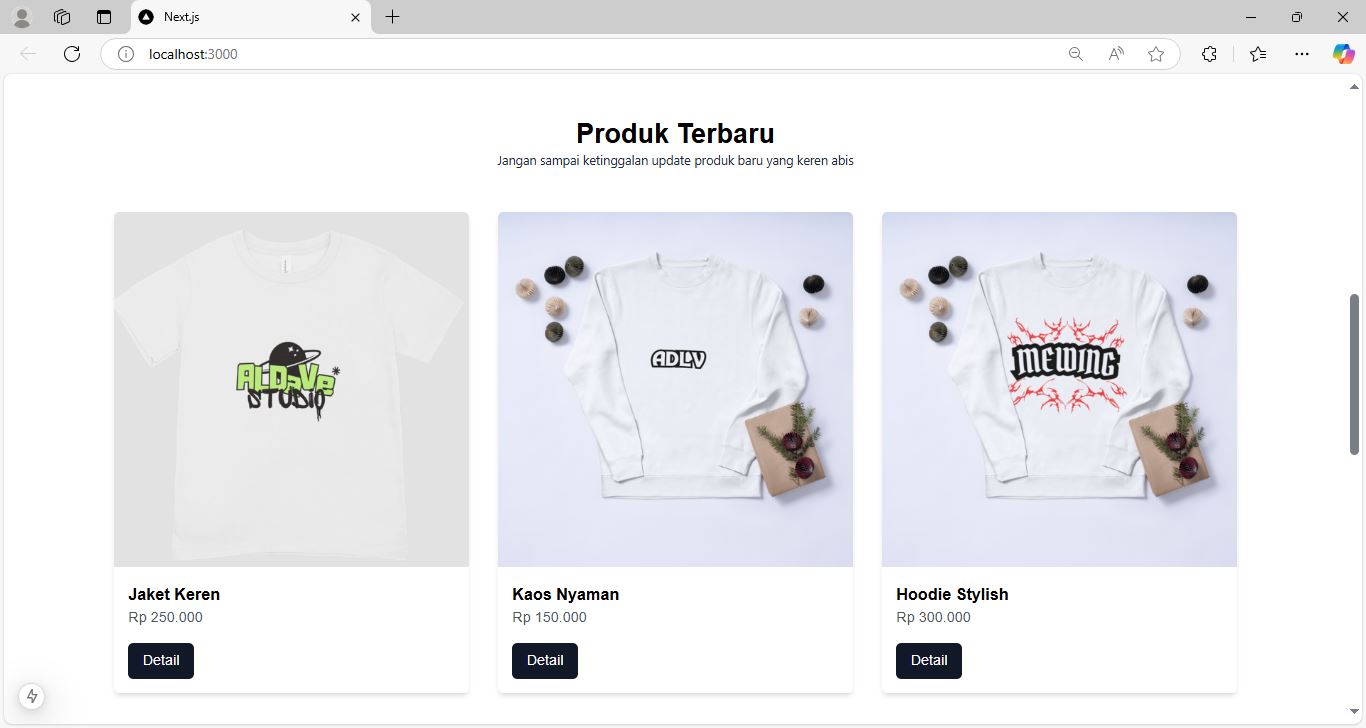 Next.js
localhost:3000
Produk Terbaru
Jangan sampai ketinggalan update produk baru yang keren abis
ALDaVe*
STUDIO
ADLV
MEWING
Jaket Keren
Rp 250.000
Detail
Kaos Nyaman
Rp 150.000
Detail
Hoodie Stylish
Rp 300.000
Detail